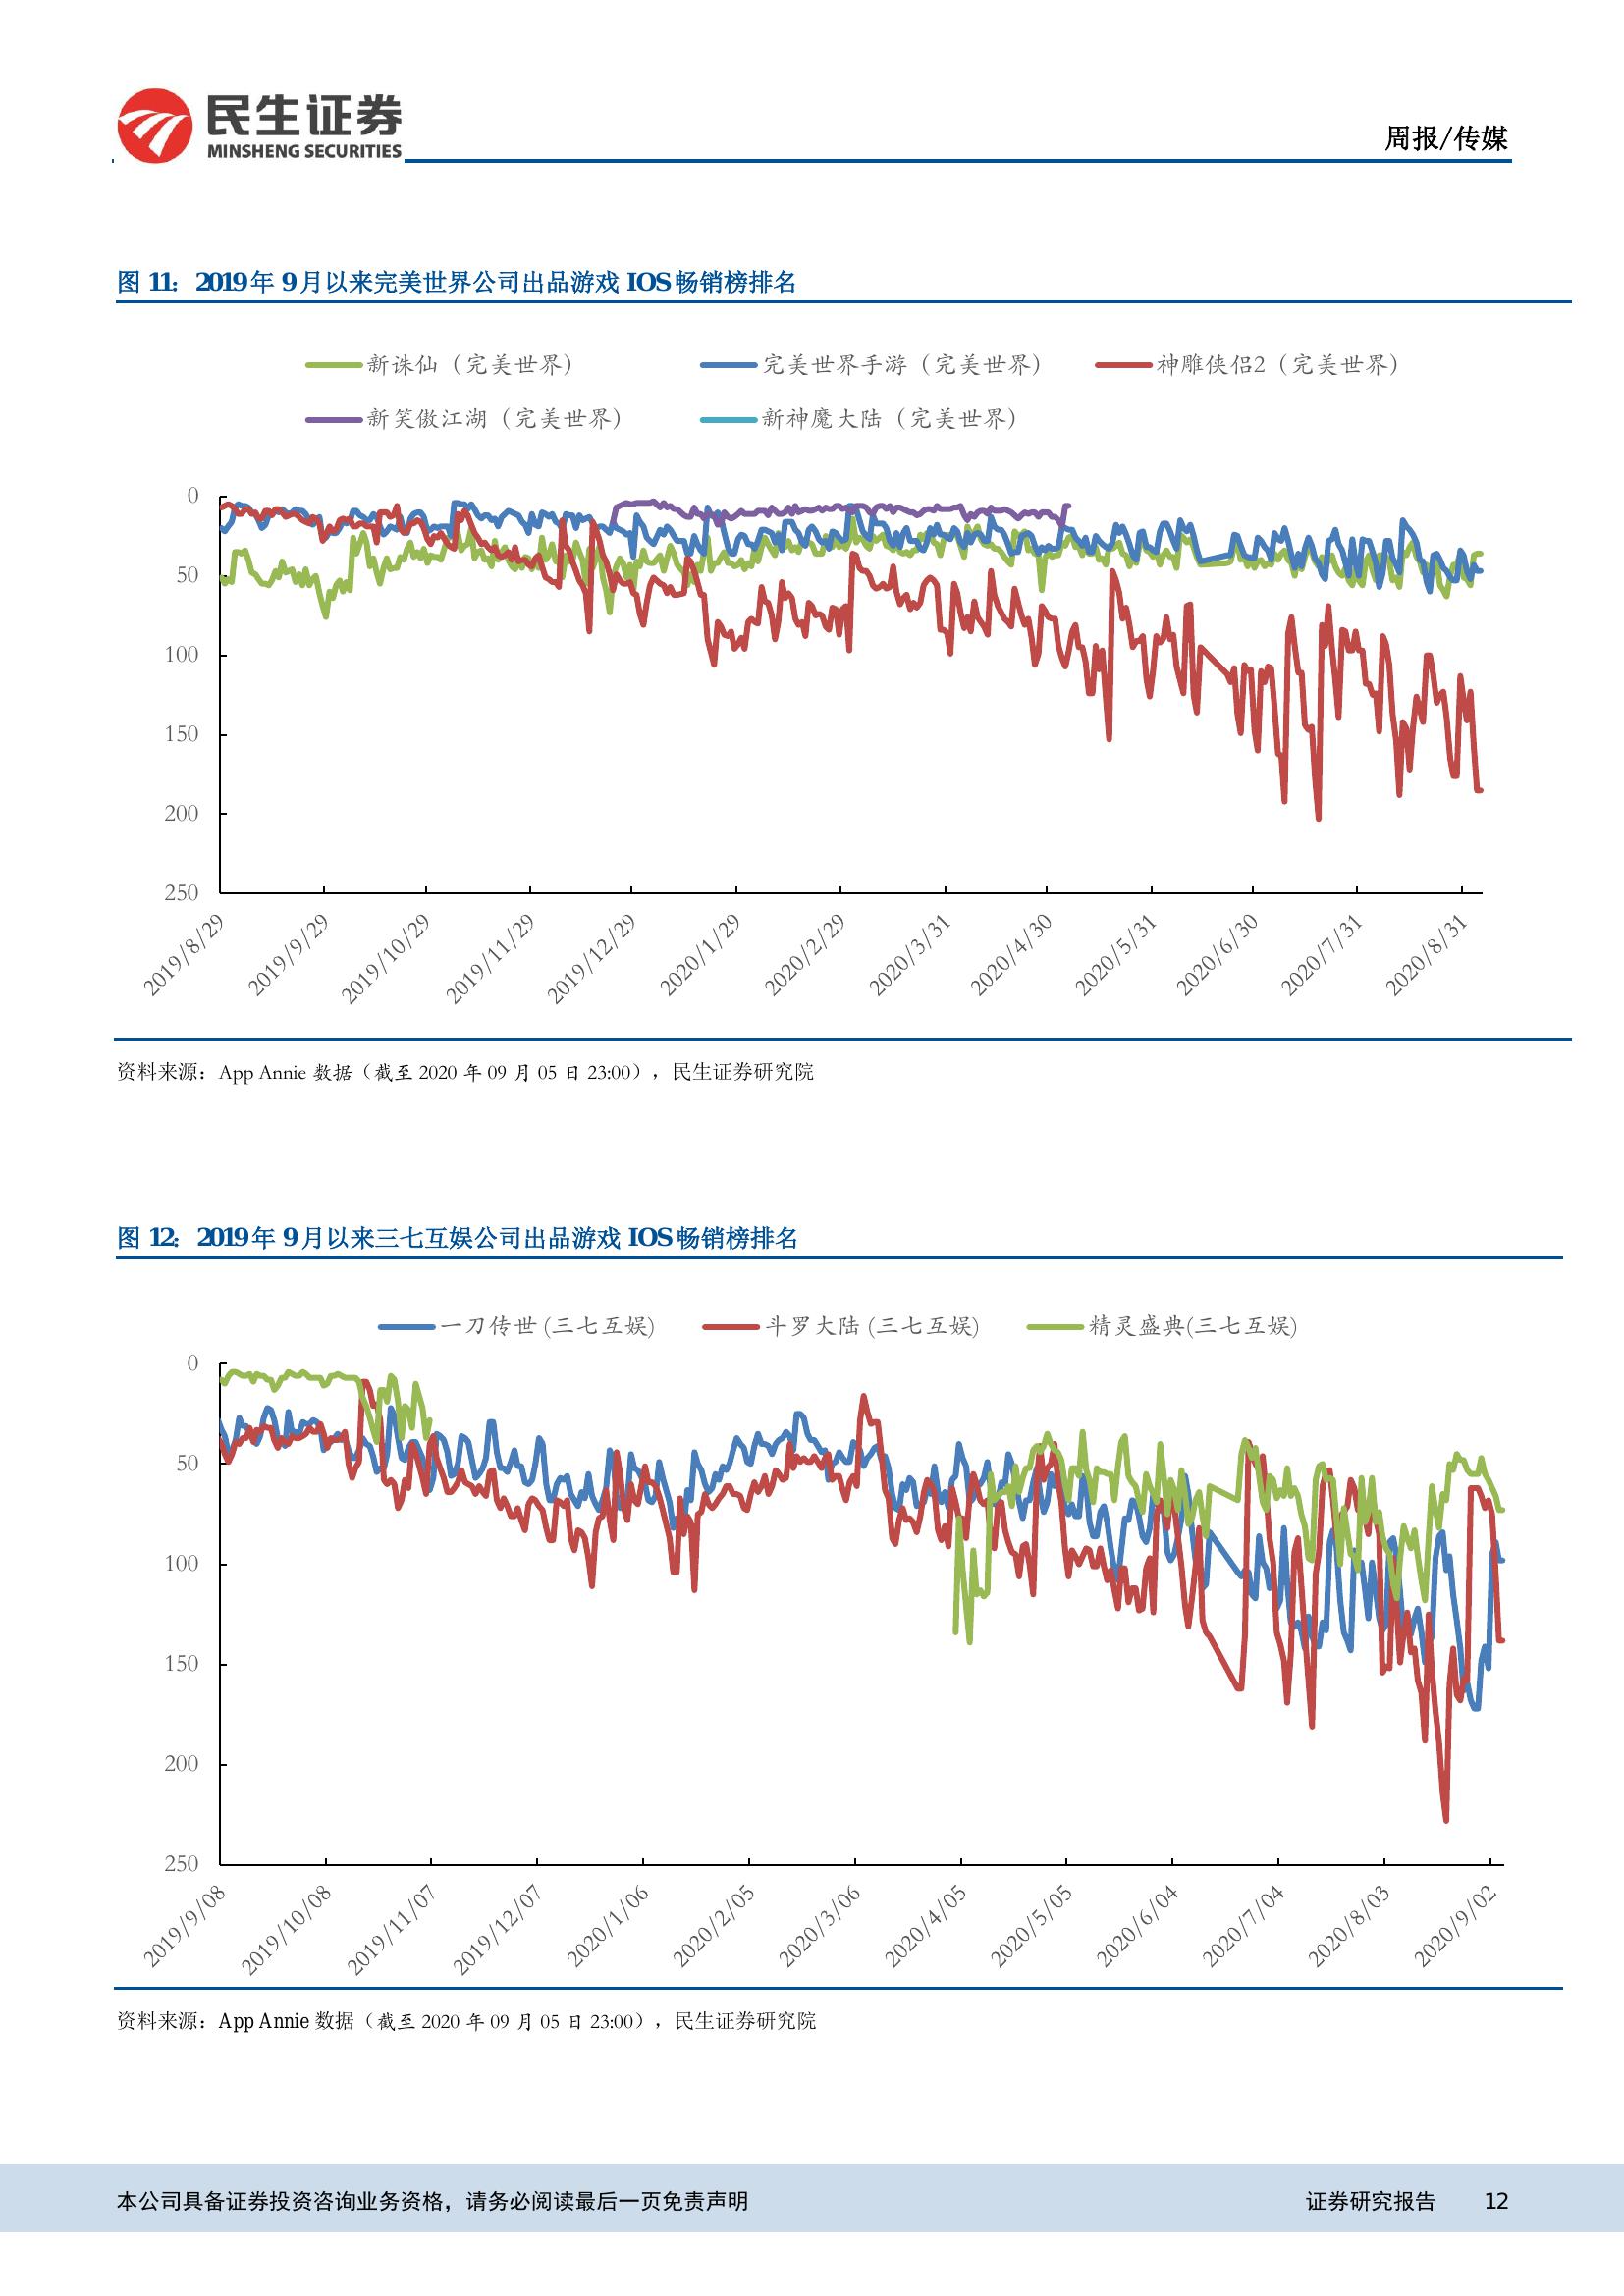 民生证券
MINSHENG SECURITIES
周报/传媒
图 11：2019 年 9 月以来完美世界公司出品游戏 IOS 畅销榜排名
新诛仙（完美世界） 完美世界手游（完美世界） 神雕侠侣2（完美世界）
新笑傲江湖（完美世界） 新神魔大陆（完美世界）
0
50
100
150
200
250
2019/8/29 2019/9/29 2019/10/29 2019/11/29 2019/12/29 2020/1/29 2020/2/29 2020/3/31 2020/4/30 2020/5/31 2020/6/30 2020/7/31 2020/8/31
资料来源：App Annie 数据（截至 2020 年 09 月 05 日 23:00），民生证券研究院
图 12：2019 年 9 月以来三七互娱公司出品游戏 IOS 畅销榜排名
一刀传世 (三七互娱) 斗罗大陆 (三七互娱) 精灵盛典(三七互娱)
0
50
100
150
200
250
2019/9/08 2019/10/08 2019/11/07 2019/12/07 2020/1/06 2020/2/05 2020/3/06 2020/4/05 2020/5/05 2020/6/04 2020/7/04 2020/8/03 2020/9/02
资料来源：App Annie 数据（截至 2020 年 09 月 05 日 23:00），民生证券研究院
本公司具备证券投资咨询业务资格，请务必阅读最后一页免责声明 证券研究报告 12